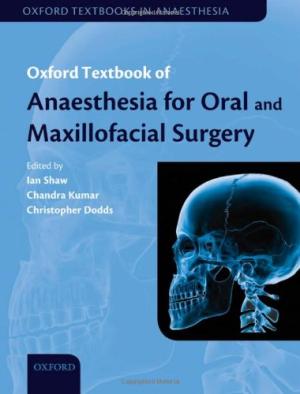 OXFORD TEXTBOOKS IN ANAESTHESIA
Oxford Textbook of
Anaesthesia for Oral and
Maxillofacial Surgery
Edited by
Ian Shaw
Chandra Kumar
Christopher Dodds
OXFORD